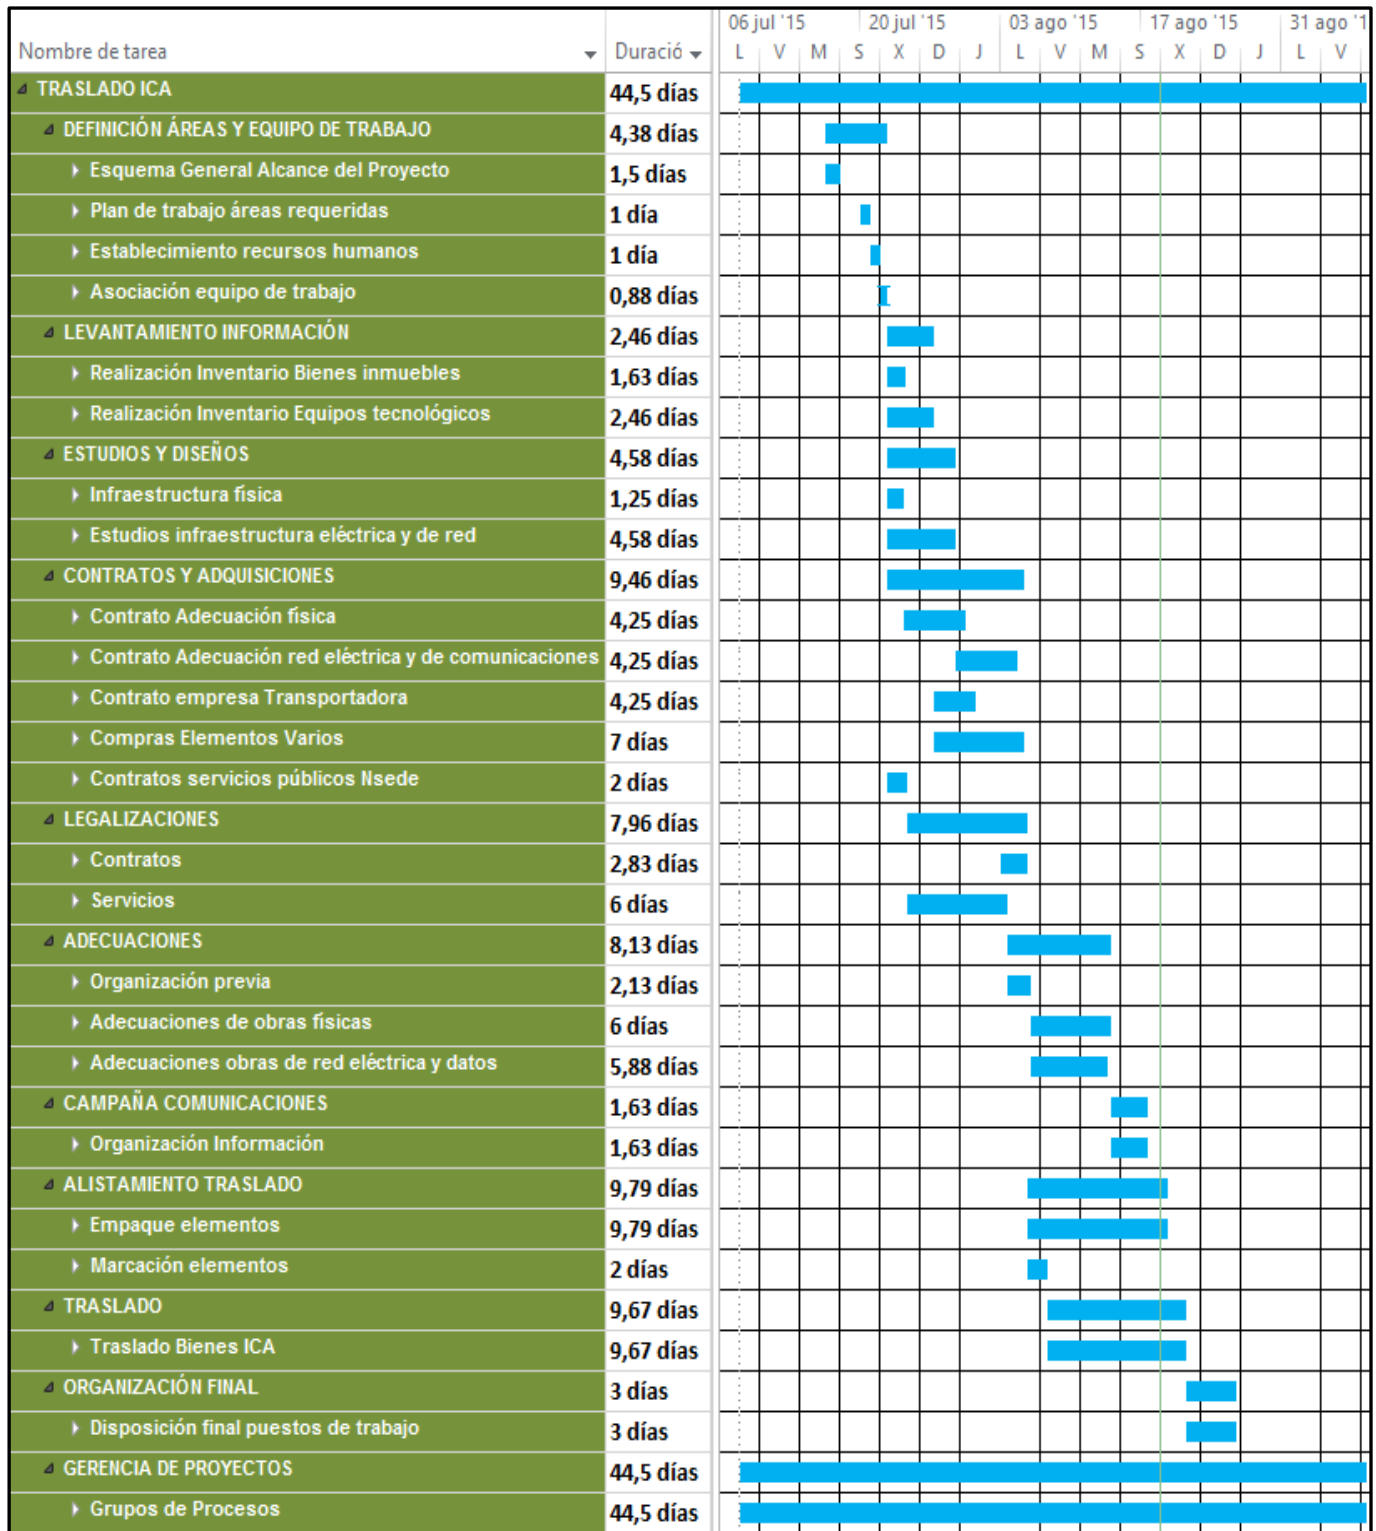 06 jul '15 20 jul '15 03 ago '15 17 ago '15 31 ago '1
Nombre de tarea Duració L V M S X D J L V M S X D J L V
TRASLADO ICA 44,5 días
DEFINICIÓN ÁREAS Y EQUIPO DE TRABAJO 4,38 días
Esquema General Alcance del Proyecto 1,5 días
Plan de trabajo áreas requeridas 1 día
Establecimiento recursos humanos 1 día
Asociación equipo de trabajo 0,88 días
LEVANTAMIENTO INFORMACIÓN 2,46 días
Realización Inventario Bienes inmuebles 1,63 días
Realización Inventario Equipos tecnológicos 2,46 días
ESTUDIOS Y DISEÑOS 4,58 días
Infraestructura física 1,25 días
Estudios infraestructura eléctrica y de red 4,58 días
CONTRATOS Y ADQUISICIONES 9,46 días
Contrato Adecuación física 4,25 días
Contrato Adecuación red eléctrica y de comunicaciones 4,25 días
Contrato empresa Transportadora 4,25 días
Compras Elementos Varios 7 días
Contratos servicios públicos Nsede 2 días
LEGALIZACIONES 7,96 días
Contratos 2,83 días
Servicios 6 días
ADECUACIONES 8,13 días
Organización previa 2,13 días
Adecuaciones de obras físicas 6 días
Adecuaciones obras de red eléctrica y datos 5,88 días
CAMPAÑA COMUNICACIONES 1,63 días
Organización Información 1,63 días
ALISTAMIENTO TRASLADO 9,79 días
Empaque elementos 9,79 días
Marcación elementos 2 días
TRASLADO 9,67 días
Traslado Bienes ICA 9,67 días
ORGANIZACIÓN FINAL 3 días
Disposición final puestos de trabajo 3 días
GERENCIA DE PROYECTOS 44,5 días
Grupos de Procesos 44,5 días